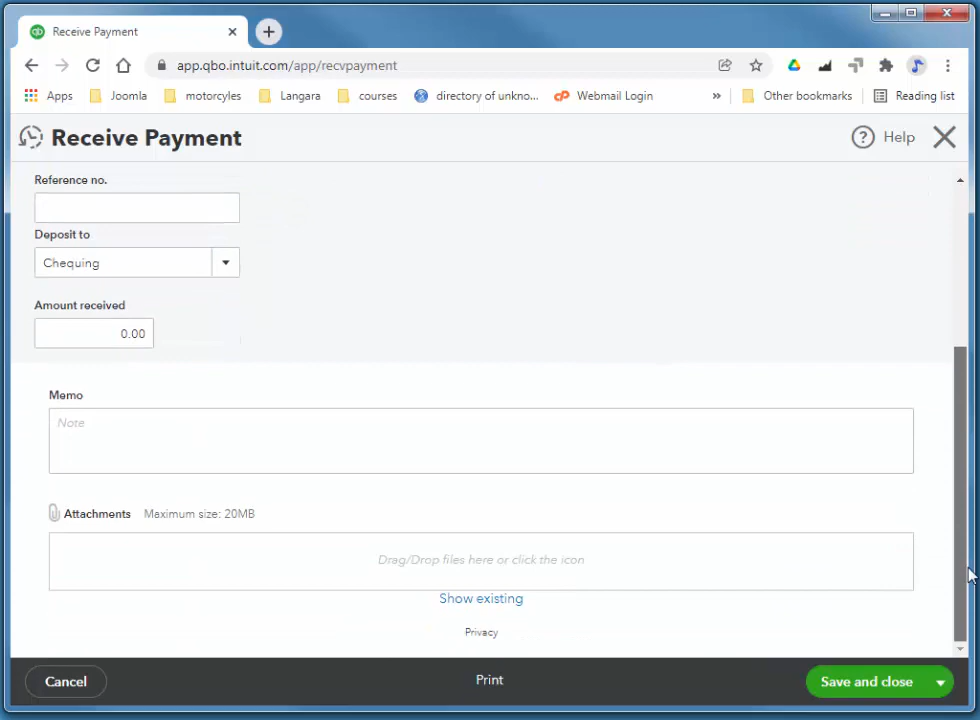 Receive Payment
app.qbo.intuit.com/app/recvpayment
Apps Joomla motorcyles Langara courses directory of unkno... Webmail Login » Other bookmarks Reading list
Receive Payment
Help
Reference no.
Deposit to
Chequing
Amount received
0.00
Memo
Note
Attachments Maximum size: 20MB
Drag/Drop files here or click the icon
Show existing
Privacy
Cancel Print Save and close